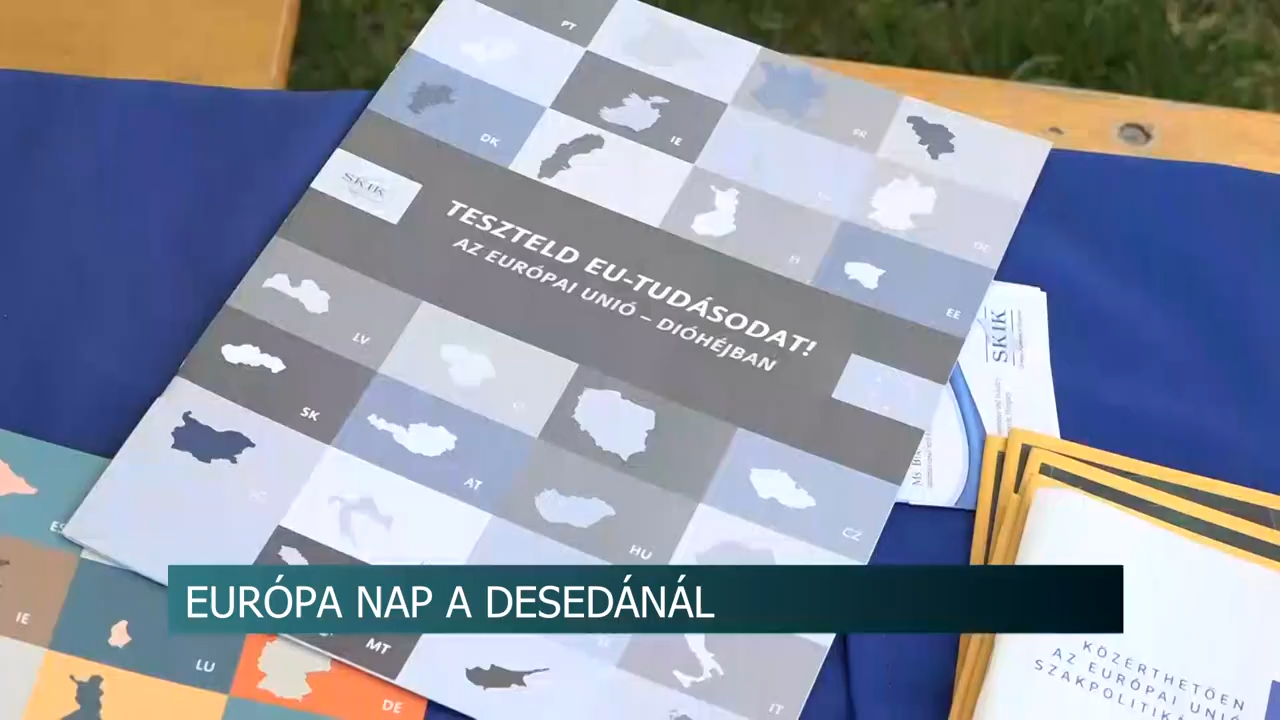 PT
DK
IE
FR
DE
FI
EE
SKIK
TESZTELD EU-TUDÁSODAT!
AZ EURÓPAI UNIÓ – DIÓHÉJBAN
LV
SK
AT
CZ
HU
MT
IT
SKIK
ES
IE
LU
DE
KÖZÉRTHETŐEN
AZ EURÓPAI UNIÓ
SZAKPOLITIK
EURÓPA NAP A DESEDÁNÁL